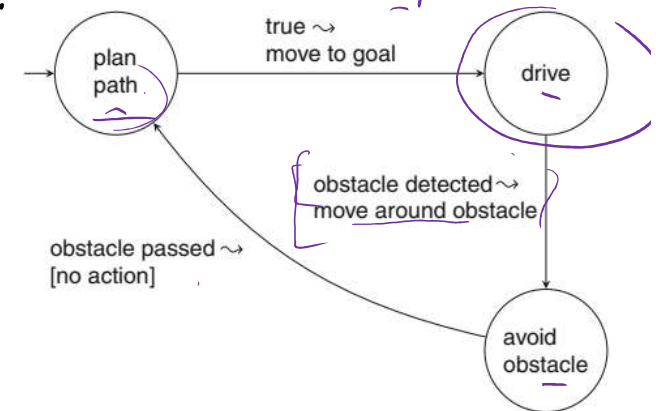 true ⤳
move to goal
plan
path
drive
obstacle detected ⤳
move around obstacle
obstacle passed ⤳
[no action]
avoid
obstacle